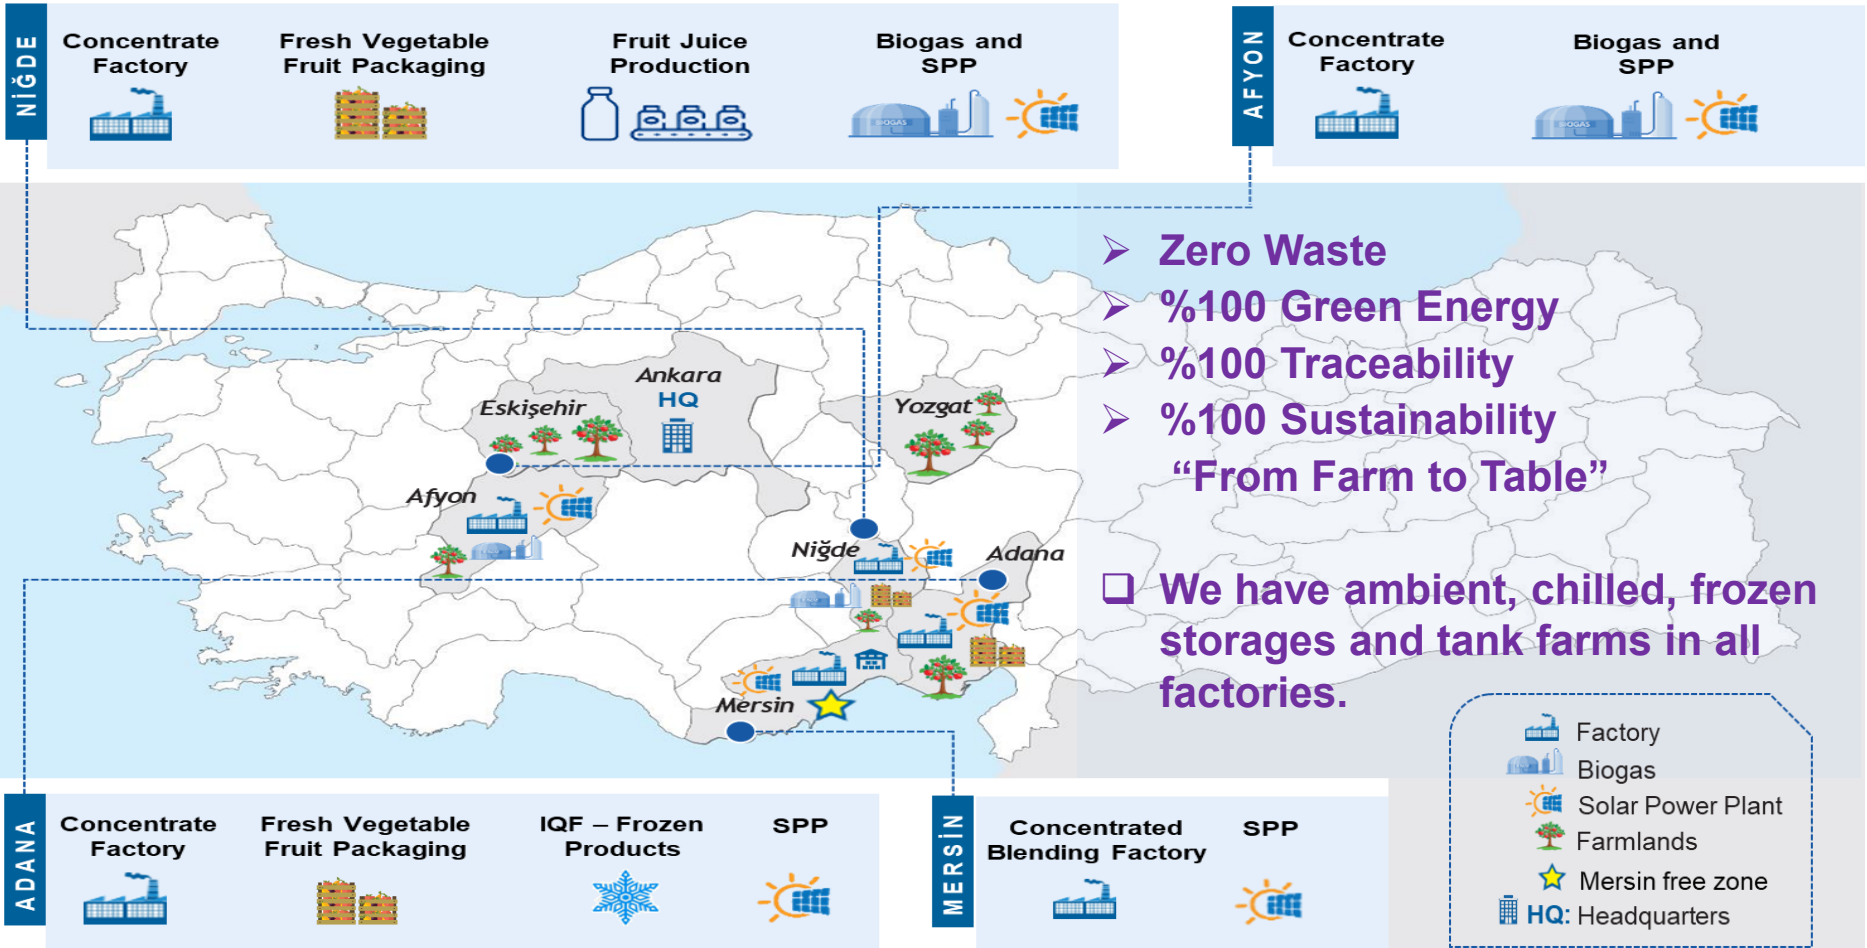 NİĞDE
Concentrate
Factory
Fresh Vegetable
Fruit Packaging
Fruit Juice
Production
Biogas and
SPP
BIOGAS
AFYON
Concentrate
Factory
Biogas and
SPP
BIOGAS
➢ Zero Waste
➢ %100 Green Energy
➢ %100 Traceability
➢ %100 Sustainability
“From Farm to Table”
❑ We have ambient, chilled, frozen
storages and tank farms in all
factories.
Ankara
HQ
Eskişehir
Yozgat
Afyon
Niğde
Adana
Mersin
Factory
Biogas
Solar Power Plant
Farmlands
Mersin free zone
HQ: Headquarters
ADANA
Concentrate
Factory
Fresh Vegetable
Fruit Packaging
IQF – Frozen
Products
SPP
MERSİN
Concentrated
Blending Factory
SPP